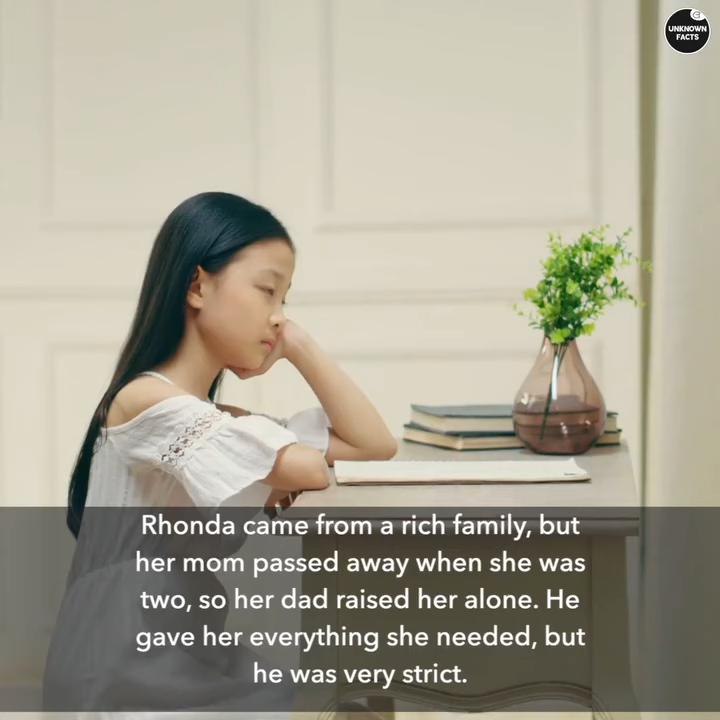 UNKNOWN
FACTS
Rhonda came from a rich family, but
her mom passed away when she was
two, so her dad raised her alone. He
gave her everything she needed, but
he was very strict.